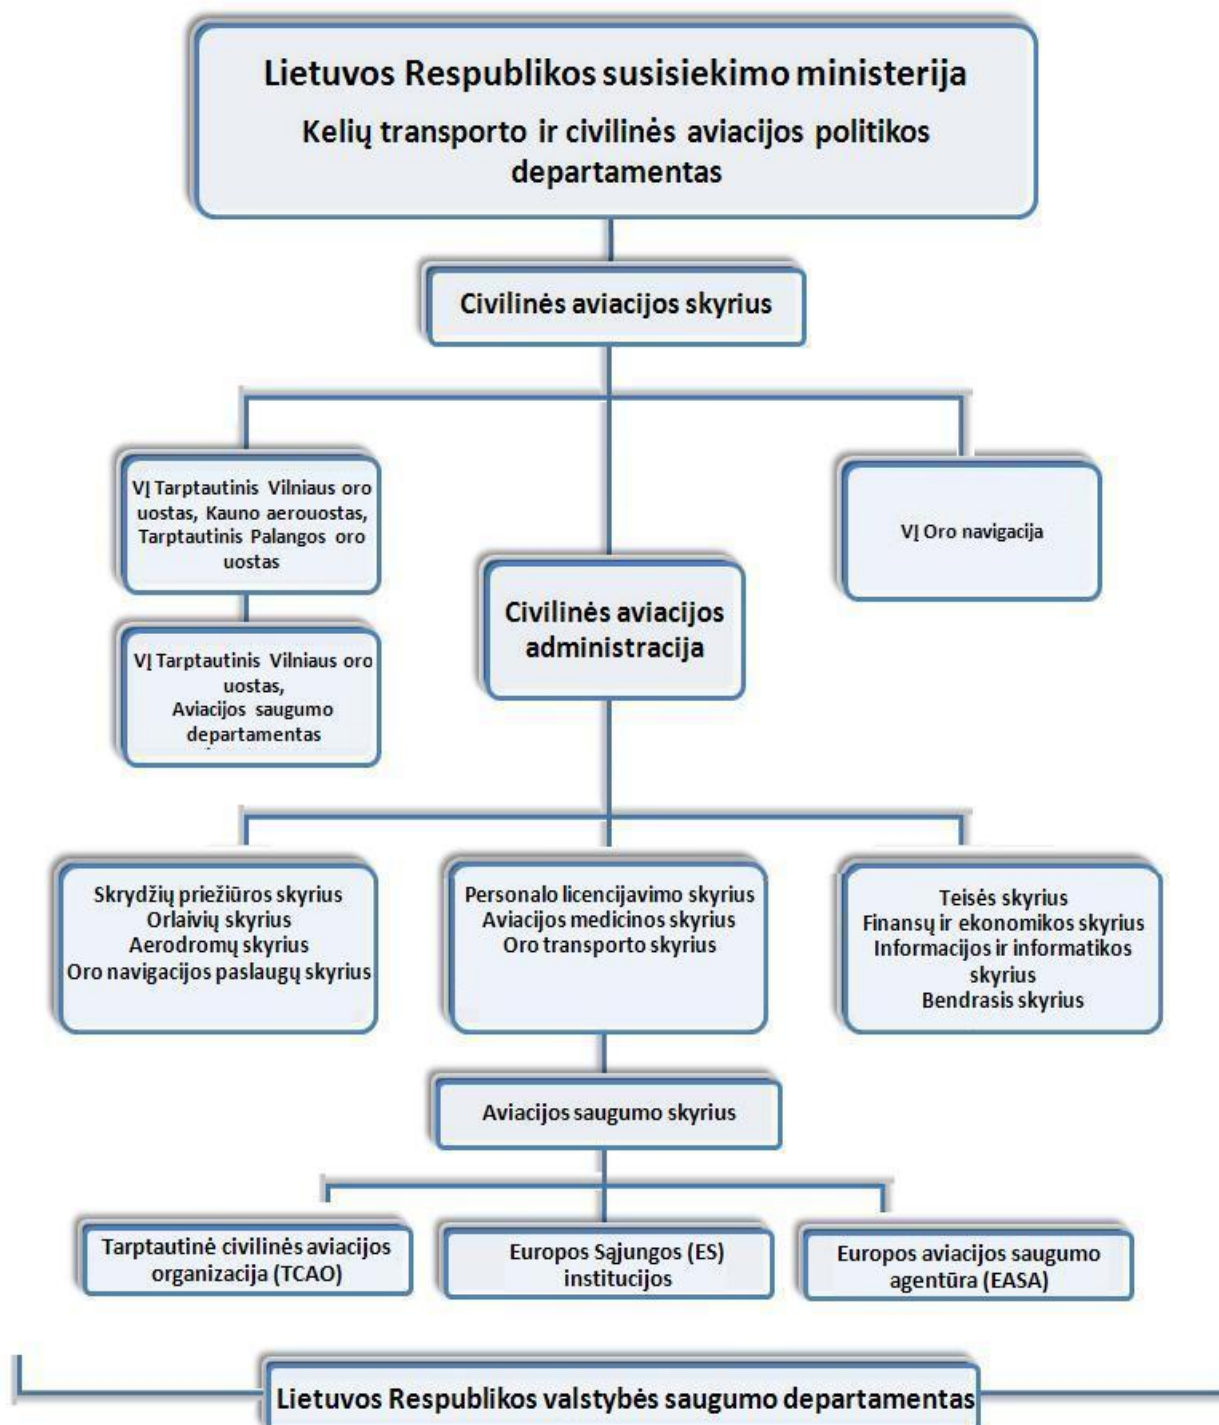 Lietuvos Respublikos susisiekimo ministerija
Kelių transporto ir civilinės aviacijos politikos
departamentas
Civilinės aviacijos skyrius
VĮ Tarptautinis Vilniaus oro
uostas, Kauno aerouostas,
Tarptautinis Palangos oro
uostas
VĮ Oro navigacija
Civilinės aviacijos
administracija
VĮ Tarptautinis Vilniaus oro
uostas,
Aviacijos saugumo
departamentas
Skrydžių priežiūros skyrius
Orlaivių skyrius
Aerodromų skyrius
Oro navigacijos paslaugų skyrius
Personalo licencijavimo skyrius
Aviacijos medicinos skyrius
Oro transporto skyrius
Teisės skyrius
Finansų ir ekonomikos skyrius
Informacijos ir informatikos
skyrius
Bendrasis skyrius
Aviacijos saugumo skyrius
Tarptautinė civilinės aviacijos
organizacija (TCAO)
Europos Sąjungos (ES)
institucijos
Europos aviacijos saugumo
agentūra (EASA)
Lietuvos Respublikos valstybės saugumo departamentas